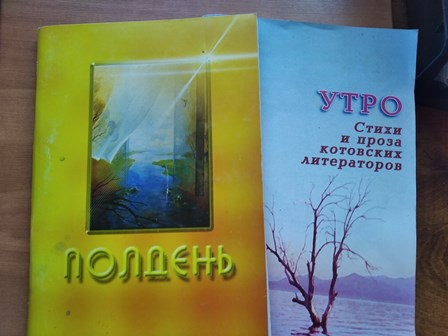 ПОЛДЕНЬ
УТРО
Стихи
и проза
котовских
литераторов